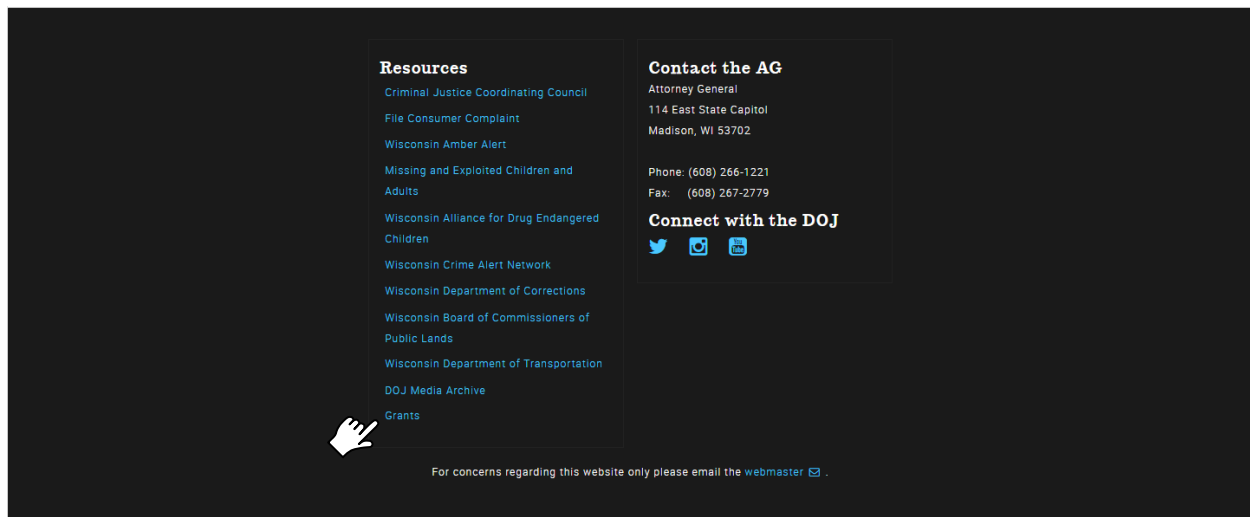 Resources
Criminal Justice Coordinating Council
File Consumer Complaint
Wisconsin Amber Alert
Missing and Exploited Children and
Adults
Wisconsin Alliance for Drug Endangered
Children
Wisconsin Crime Alert Network
Wisconsin Department of Corrections
Wisconsin Board of Commissioners of
Public Lands
Wisconsin Department of Transportation
DOJ Media Archive
Grants
Contact the AG
Attorney General
114 East State Capitol
Madison, WI 53702
Phone: (608) 266-1221
Fax: (608) 267-2779
Connect with the DOJ
You
Tube
For concerns regarding this website only please email the webmaster .